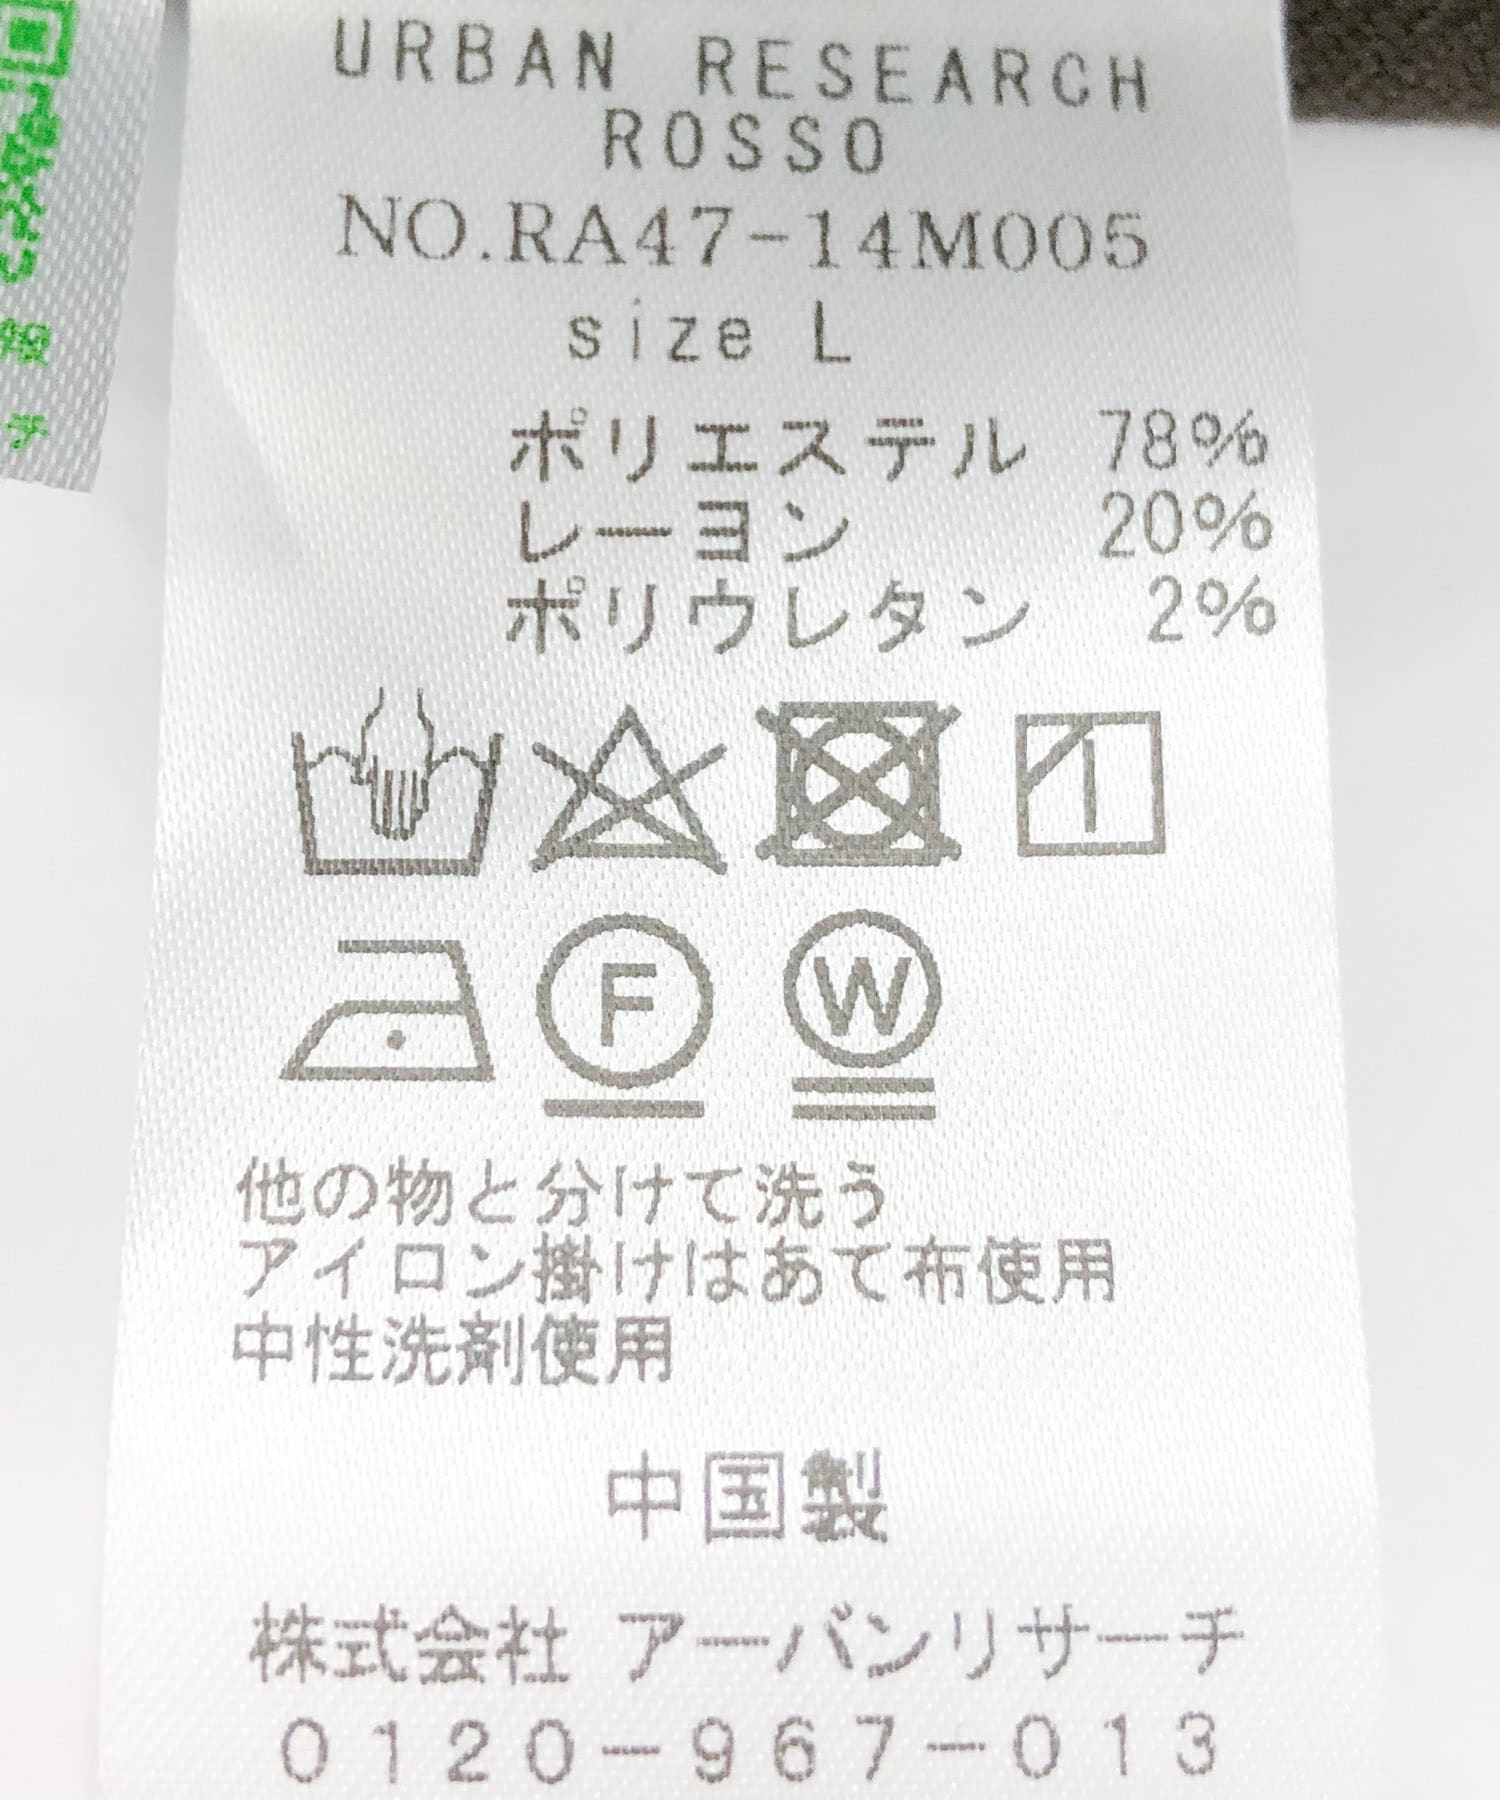 URBAN RESEARCH
ROSSO
NO.RA47-14M005
size L
ポリエステル 78%
レーヨン 20%
ポリウレタン 2%
F
W
他の物と分けて洗う
アイロン掛けはあて布使用
中性洗剤使用
中国製
株式会社 アーバンリサーチ
0120-967-013